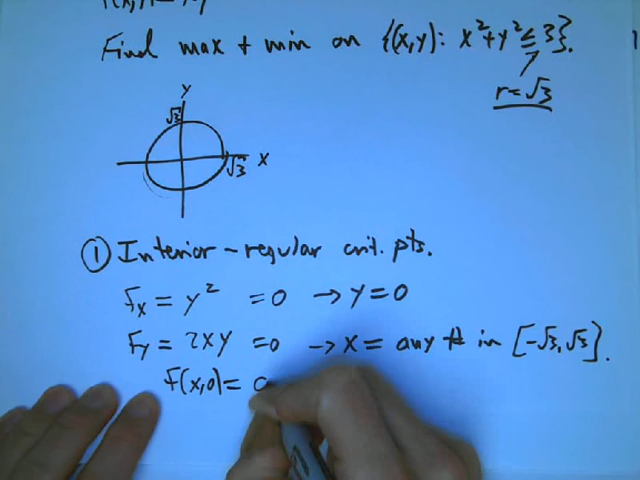 Find max + min on {(x,y): x²+y² ≤ 3}.
r=√3
y
√3
√3 x
① Interior - regular crit. pts.
Fx = y² =0 → y=0
Fy = 2xy =0 → x = any # in [-√3, √3].
F(x,0)= 0